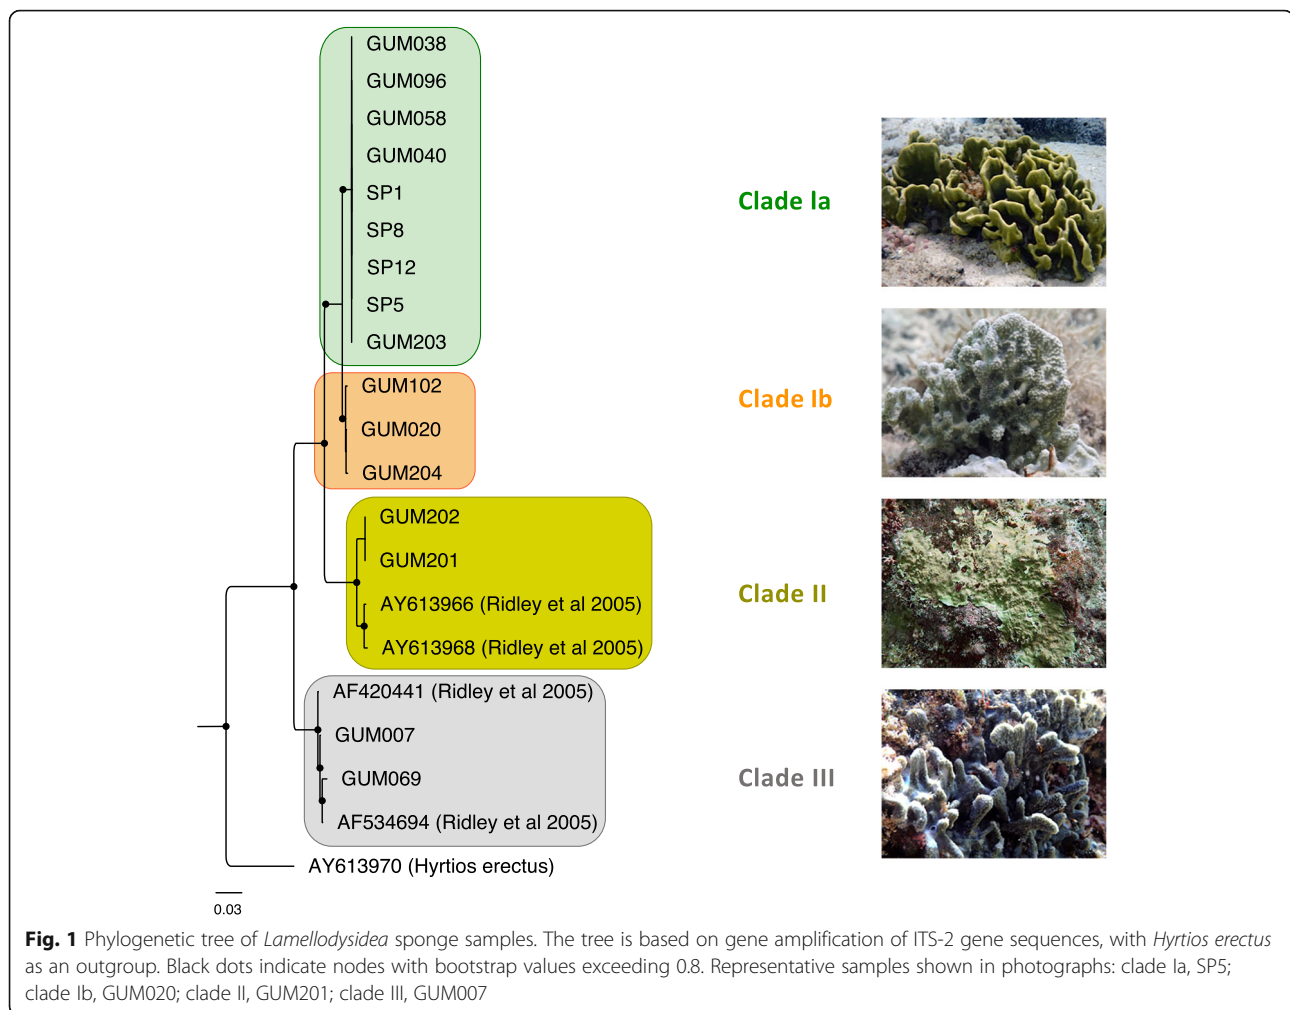 GUM038
GUM096
GUM058
GUM040
SP1
SP8
SP12
SP5
GUM203
Clade Ia
GUM102
GUM020
GUM204
Clade Ib
GUM202
GUM201
AY613966 (Ridley et al 2005)
AY613968 (Ridley et al 2005)
Clade II
AF420441 (Ridley et al 2005)
GUM007
GUM069
AF534694 (Ridley et al 2005)
Clade III
AY613970 (Hyrtios erectus)
0.03
Fig. 1 Phylogenetic tree of Lamellodysidea sponge samples. The tree is based on gene amplification of ITS-2 gene sequences, with Hyrtios erectus
as an outgroup. Black dots indicate nodes with bootstrap values exceeding 0.8. Representative samples shown in photographs: clade Ia, SP5;
clade Ib, GUM020; clade II, GUM201; clade III, GUM007